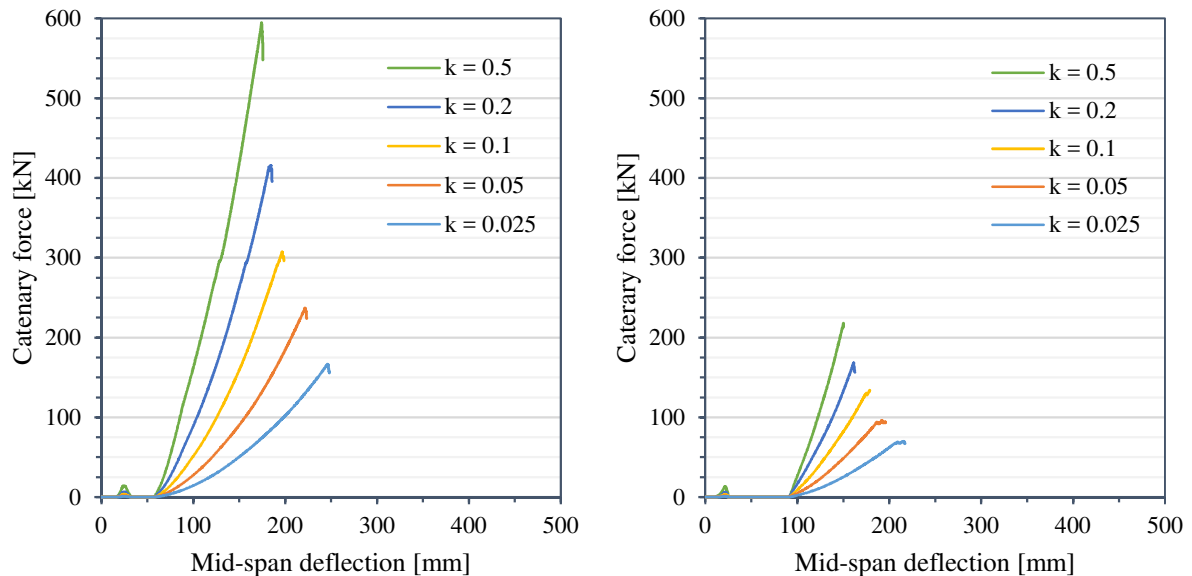 600
500
400
300
200
100
0
Catenary force [kN]
k = 0.5
k = 0.2
k = 0.1
k = 0.05
k = 0.025
0 100 200 300 400 500
Mid-span deflection [mm]
600
500
400
300
200
100
0
Caterary force [kN]
k = 0.5
k = 0.2
k = 0.1
k = 0.05
k = 0.025
0 100 200 300 400 500
Mid-span deflection [mm]